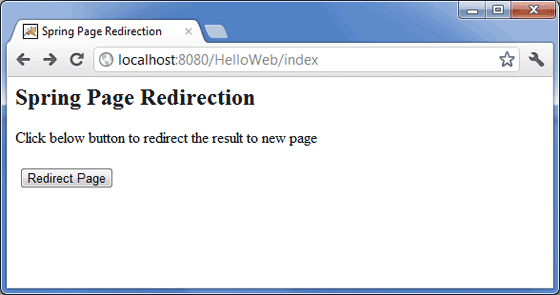 Spring Page Redirection
localhost:8080/HelloWeb/index
Spring Page Redirection
Click below button to redirect the result to new page
Redirect Page